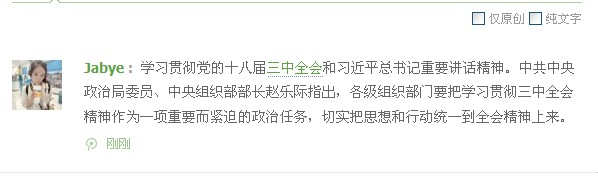 仅原创 纯文字
Jabye：学习贯彻党的十八届三中全会和习近平总书记重要讲话精神。中共中央
政治局委员、中央组织部部长赵乐际指出，各级组织部门要把学习贯彻三中全会
精神作为一项重要而紧迫的政治任务，切实把思想和行动统一到全会精神上来。
刚刚